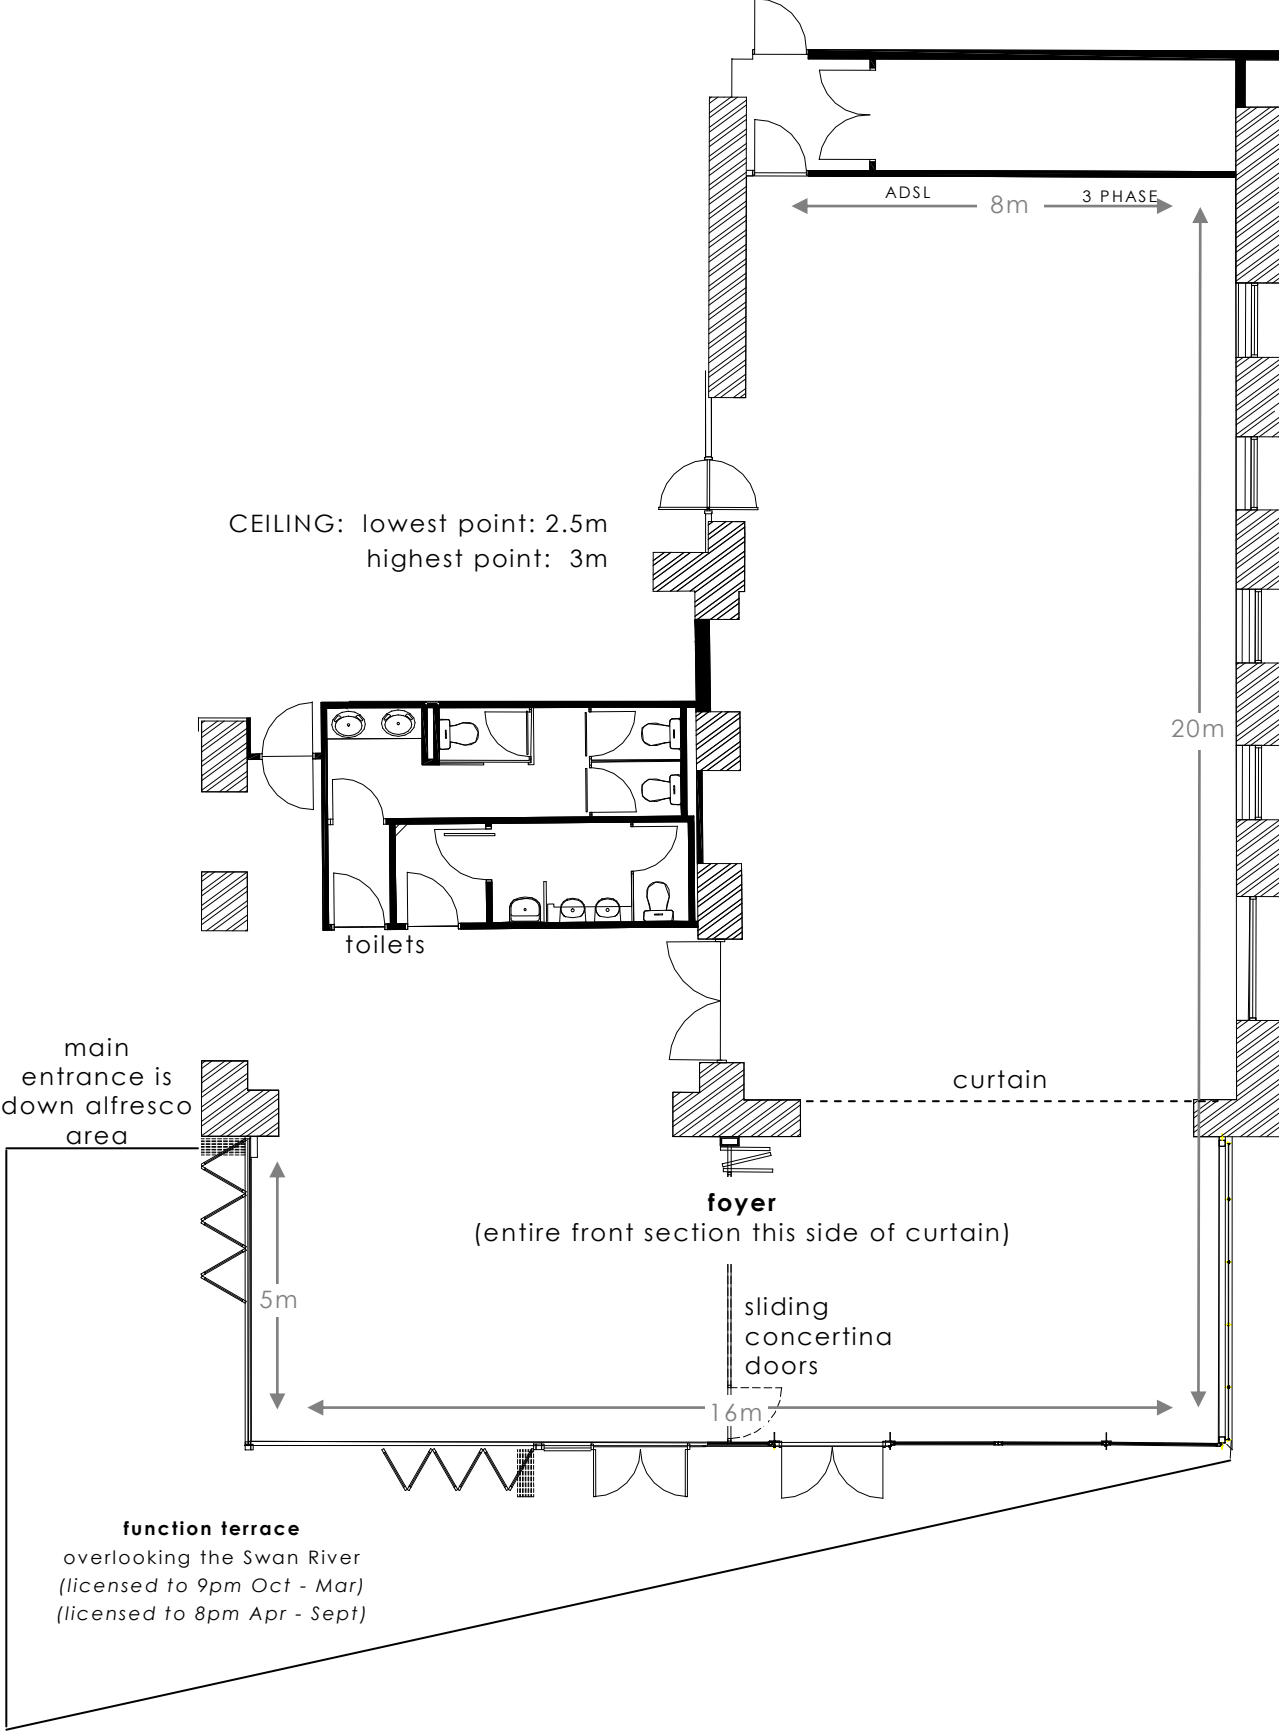 ADSL
3 PHASE
8m
CEILING: lowest point: 2.5m
highest point: 3m
20m
toilets
main
entrance is
down alfresco
area
curtain
foyer
(entire front section this side of curtain)
5m
sliding
concertina
doors
16m
function terrace
overlooking the Swan River
(licensed to 9pm Oct - Mar)
(licensed to 8pm Apr - Sept)